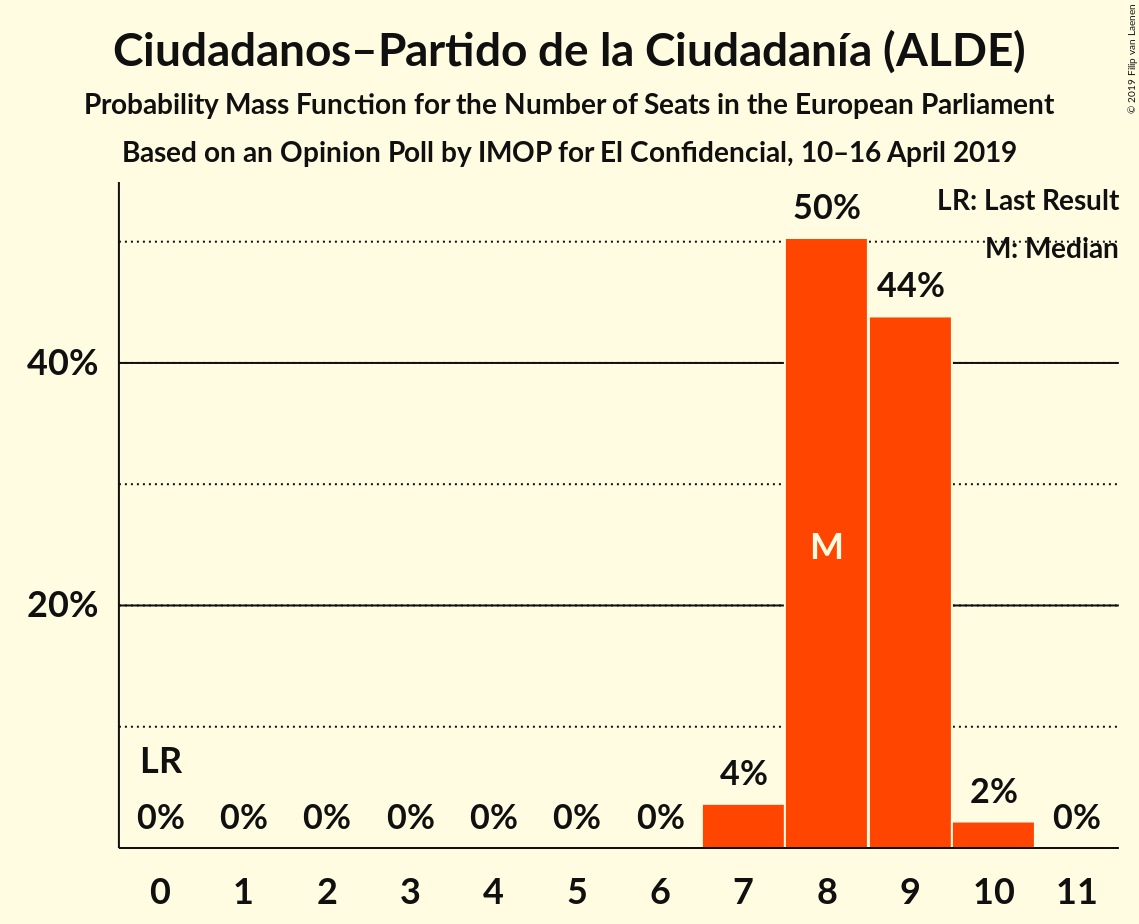 Ciudadanos–Partido de la Ciudadanía (ALDE)
Probability Mass Function for the Number of Seats in the European Parliament
Based on an Opinion Poll by IMOP for El Confidencial, 10–16 April 2019
© 2019 Filip van Laenen
LR: Last Result
M: Median
50%
44%
40%
M
20%
LR
0% 0% 0% 0% 0% 0% 0% 4% 2% 0%
0 1 2 3 4 5 6 7 8 9 10 11